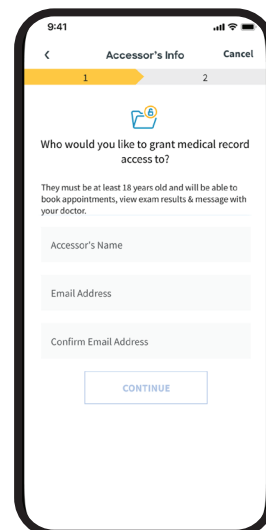 9:41
Accessor's Info
Cancel
1
2
Who would you like to grant medical record
access to?
They must be at least 18 years old and will be able to
book appointments, view exam results & message with
your doctor.
Accessor's Name
Email Address
Confirm Email Address
CONTINUE